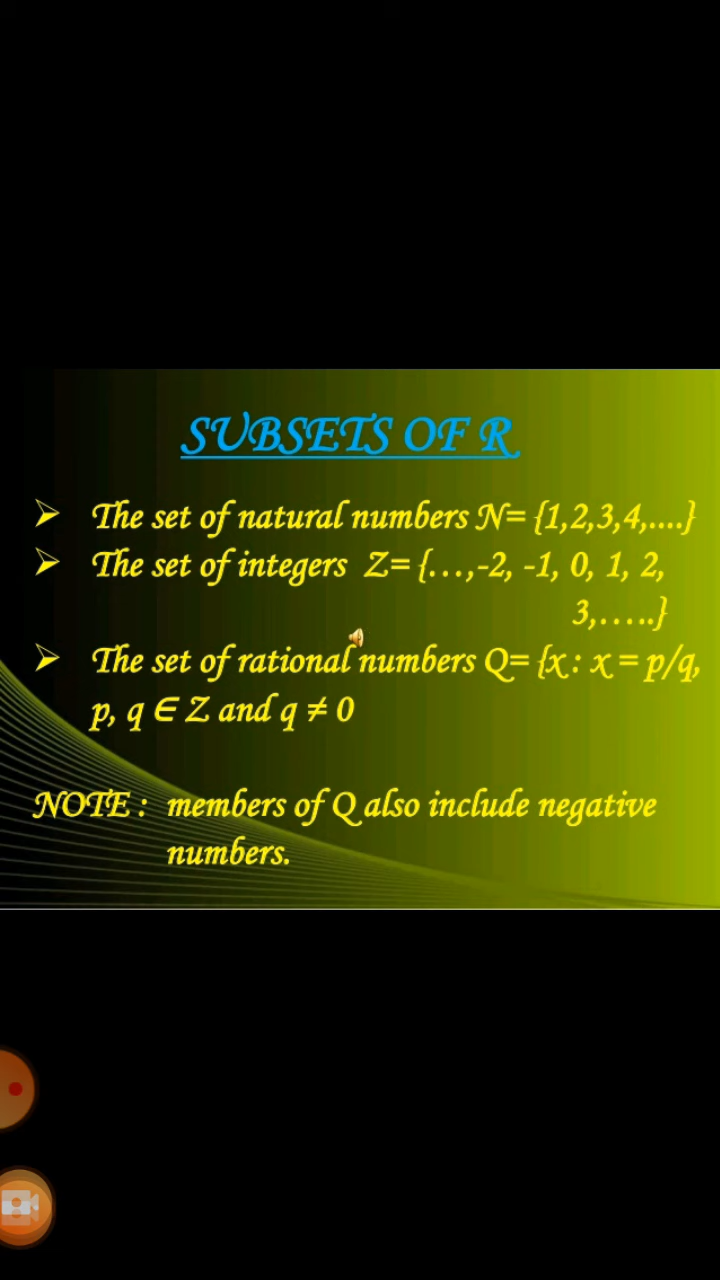 SUBSETS OF R
➢ The set of natural numbers N= {1,2,3,4,....}
➢ The set of integers Z= {…,-2, -1, 0, 1, 2,
3,…..}
➢ The set of rational numbers Q= {x : x = p/q,
p, q ∈ Z and q ≠ 0
NOTE : members of Q also include negative
numbers.